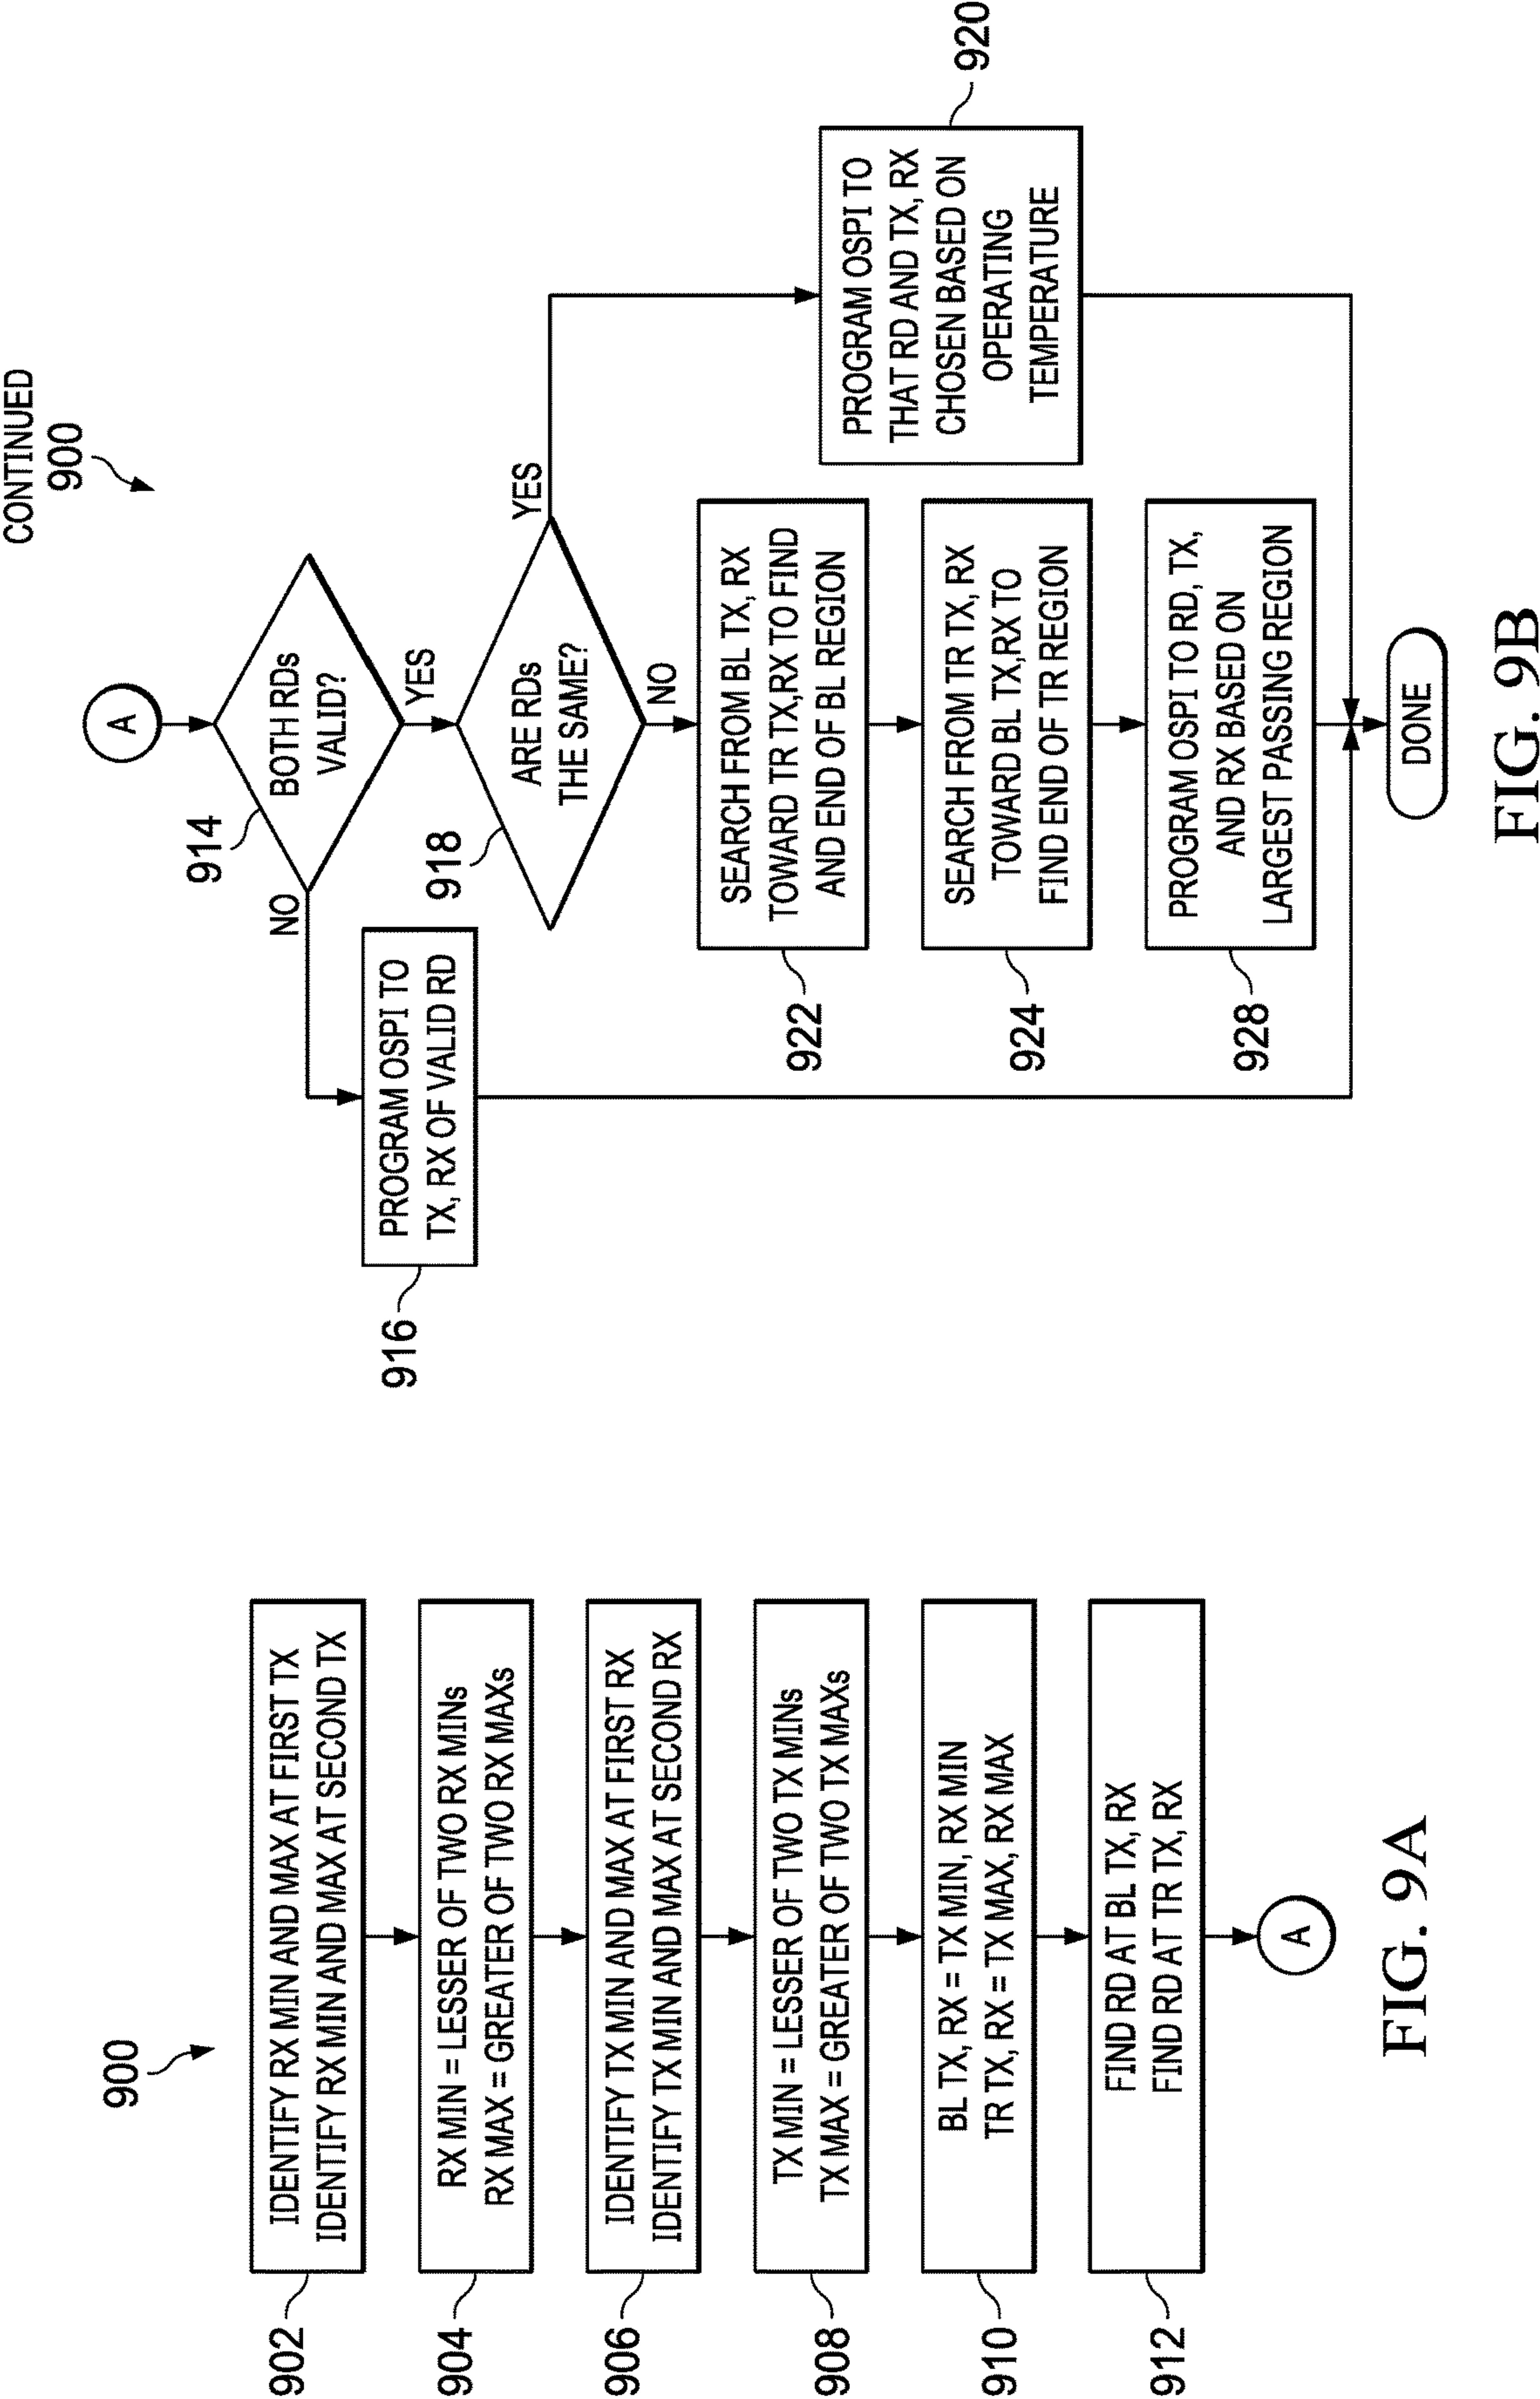 900
902
IDENTIFY RX MIN AND MAX AT FIRST TX
IDENTIFY RX MIN AND MAX AT SECOND TX
904
RX MIN = LESSER OF TWO RX MINs
RX MAX = GREATER OF TWO RX MAXs
906
IDENTIFY TX MIN AND MAX AT FIRST RX
IDENTIFY TX MIN AND MAX AT SECOND RX
908
TX MIN = LESSER OF TWO TX MINs
TX MAX = GREATER OF TWO TX MAXs
910
BL TX, RX = TX MIN, RX MIN
TR TX, RX = TX MAX, RX MAX
912
FIND RD AT BL TX, RX
FIND RD AT TR TX, RX
A
FIG. 9A
CONTINUED
900
A
914
BOTH RDs
VALID?
NO
YES
916
PROGRAM OSPI TO
TX, RX OF VALID RD
918
ARE RDs
THE SAME?
YES
NO
920
PROGRAM OSPI TO
THAT RD AND TX, RX
CHOSEN BASED ON
OPERATING
TEMPERATURE
922
SEARCH FROM BL TX, RX
TOWARD TR TX,RX TO FIND
AND END OF BL REGION
924
SEARCH FROM TR TX, RX
TOWARD BL TX,RX TO
FIND END OF TR REGION
928
PROGRAM OSPI TO RD, TX,
AND RX BASED ON
LARGEST PASSING REGION
DONE
FIG. 9B